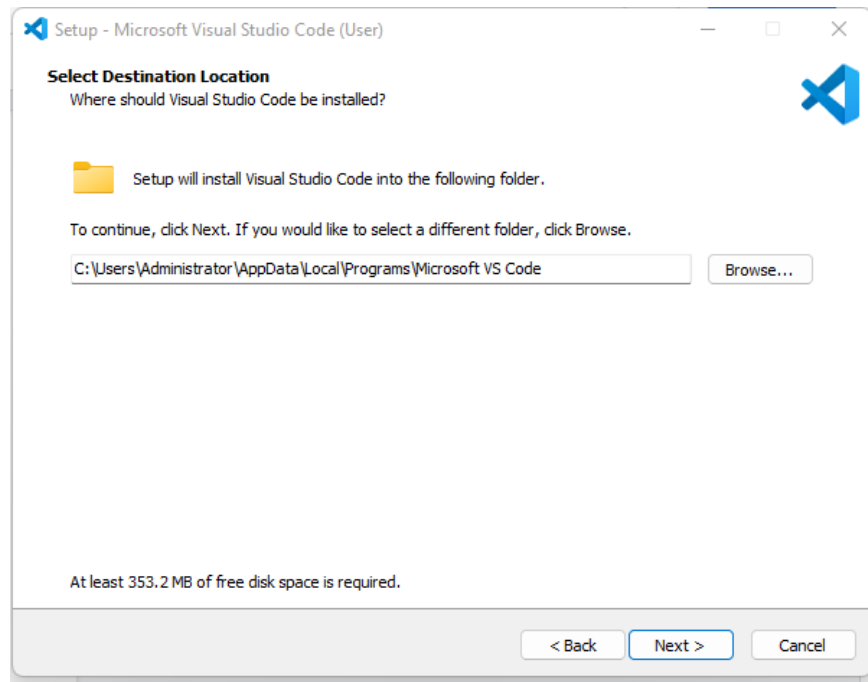 Setup - Microsoft Visual Studio Code (User)
Select Destination Location
Where should Visual Studio Code be installed?
Setup will install Visual Studio Code into the following folder.
To continue, click Next. If you would like to select a different folder, click Browse.
C:\Users\Administrator\AppData\Local\Programs\Microsoft VS Code
Browse...
At least 353.2 MB of free disk space is required.
< Back
Next >
Cancel